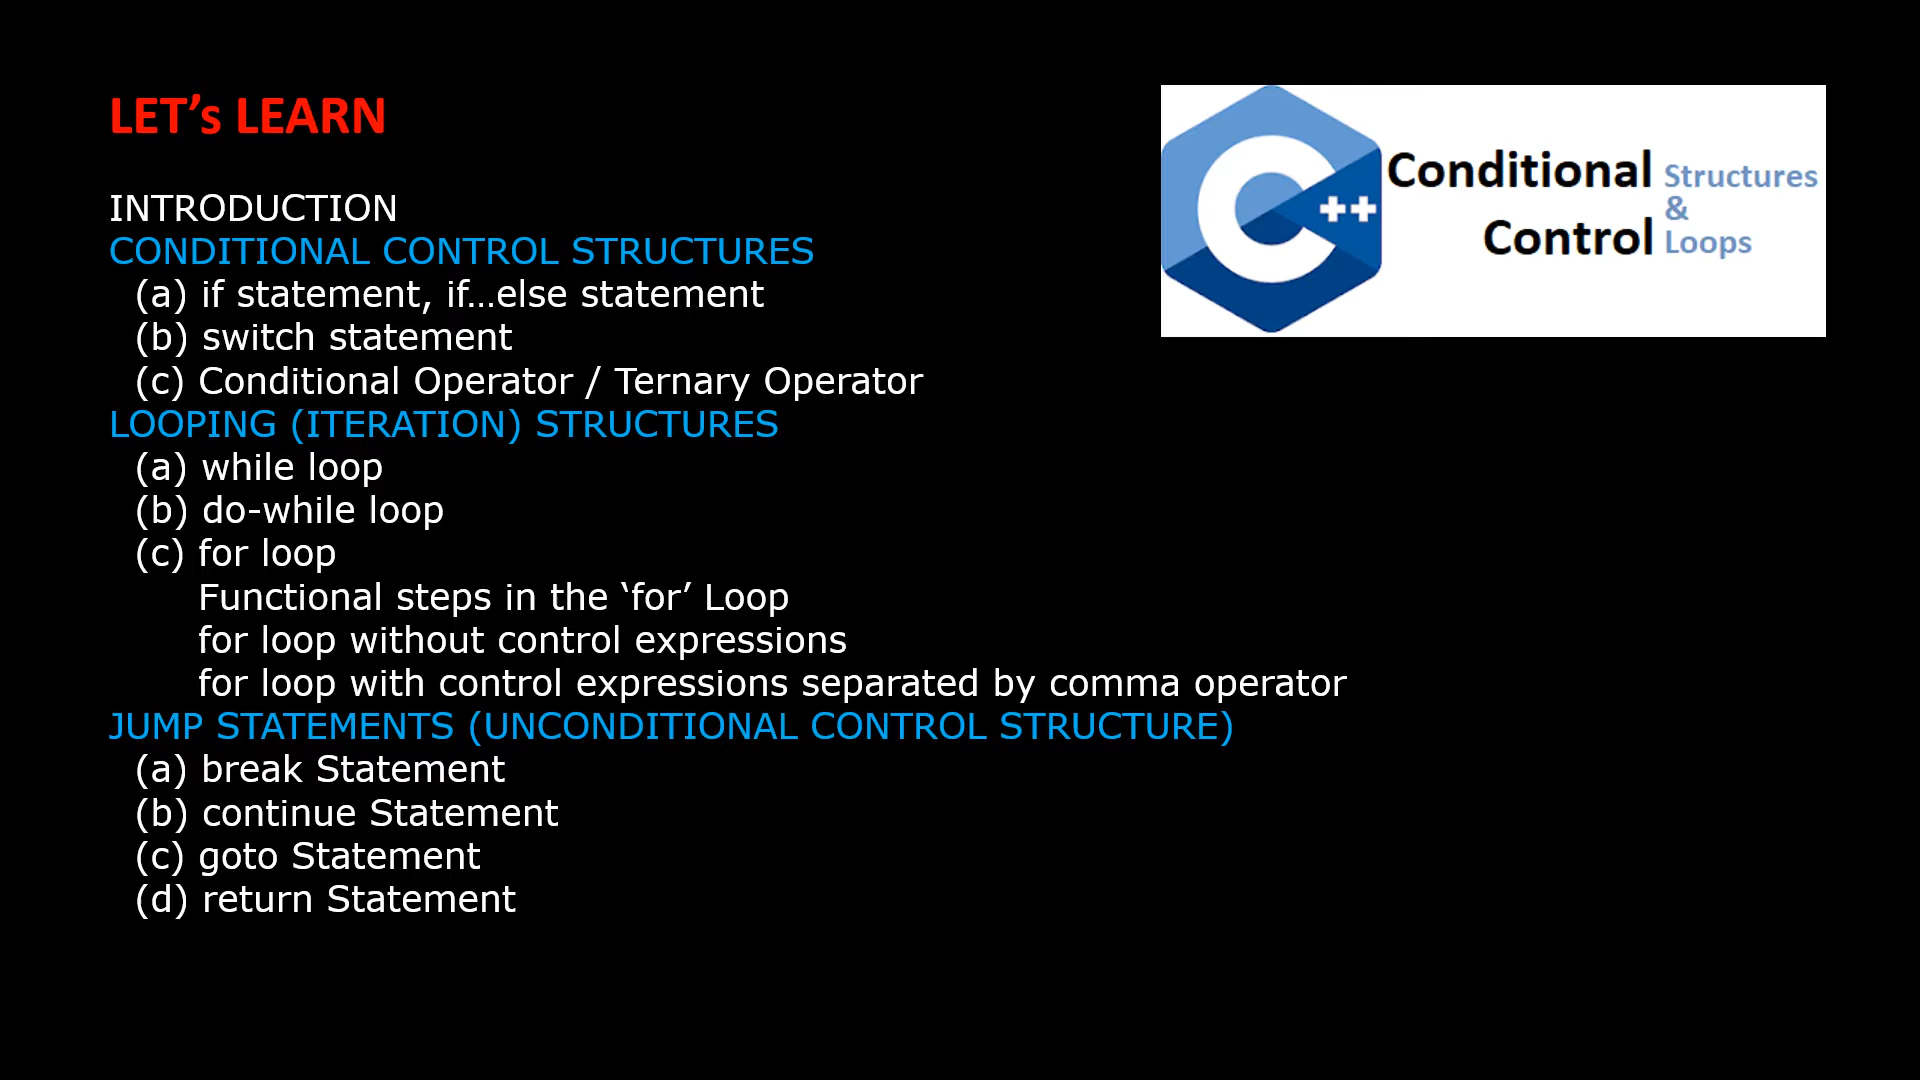 LET’s LEARN
INTRODUCTION
CONDITIONAL CONTROL STRUCTURES
(a) if statement, if…else statement
(b) switch statement
(c) Conditional Operator / Ternary Operator
LOOPING (ITERATION) STRUCTURES
(a) while loop
(b) do-while loop
(c) for loop
Functional steps in the ‘for’ Loop
for loop without control expressions
for loop with control expressions separated by comma operator
JUMP STATEMENTS (UNCONDITIONAL CONTROL STRUCTURE)
(a) break Statement
(b) continue Statement
(c) goto Statement
(d) return Statement
C++
Conditional Structures
&
Control Loops